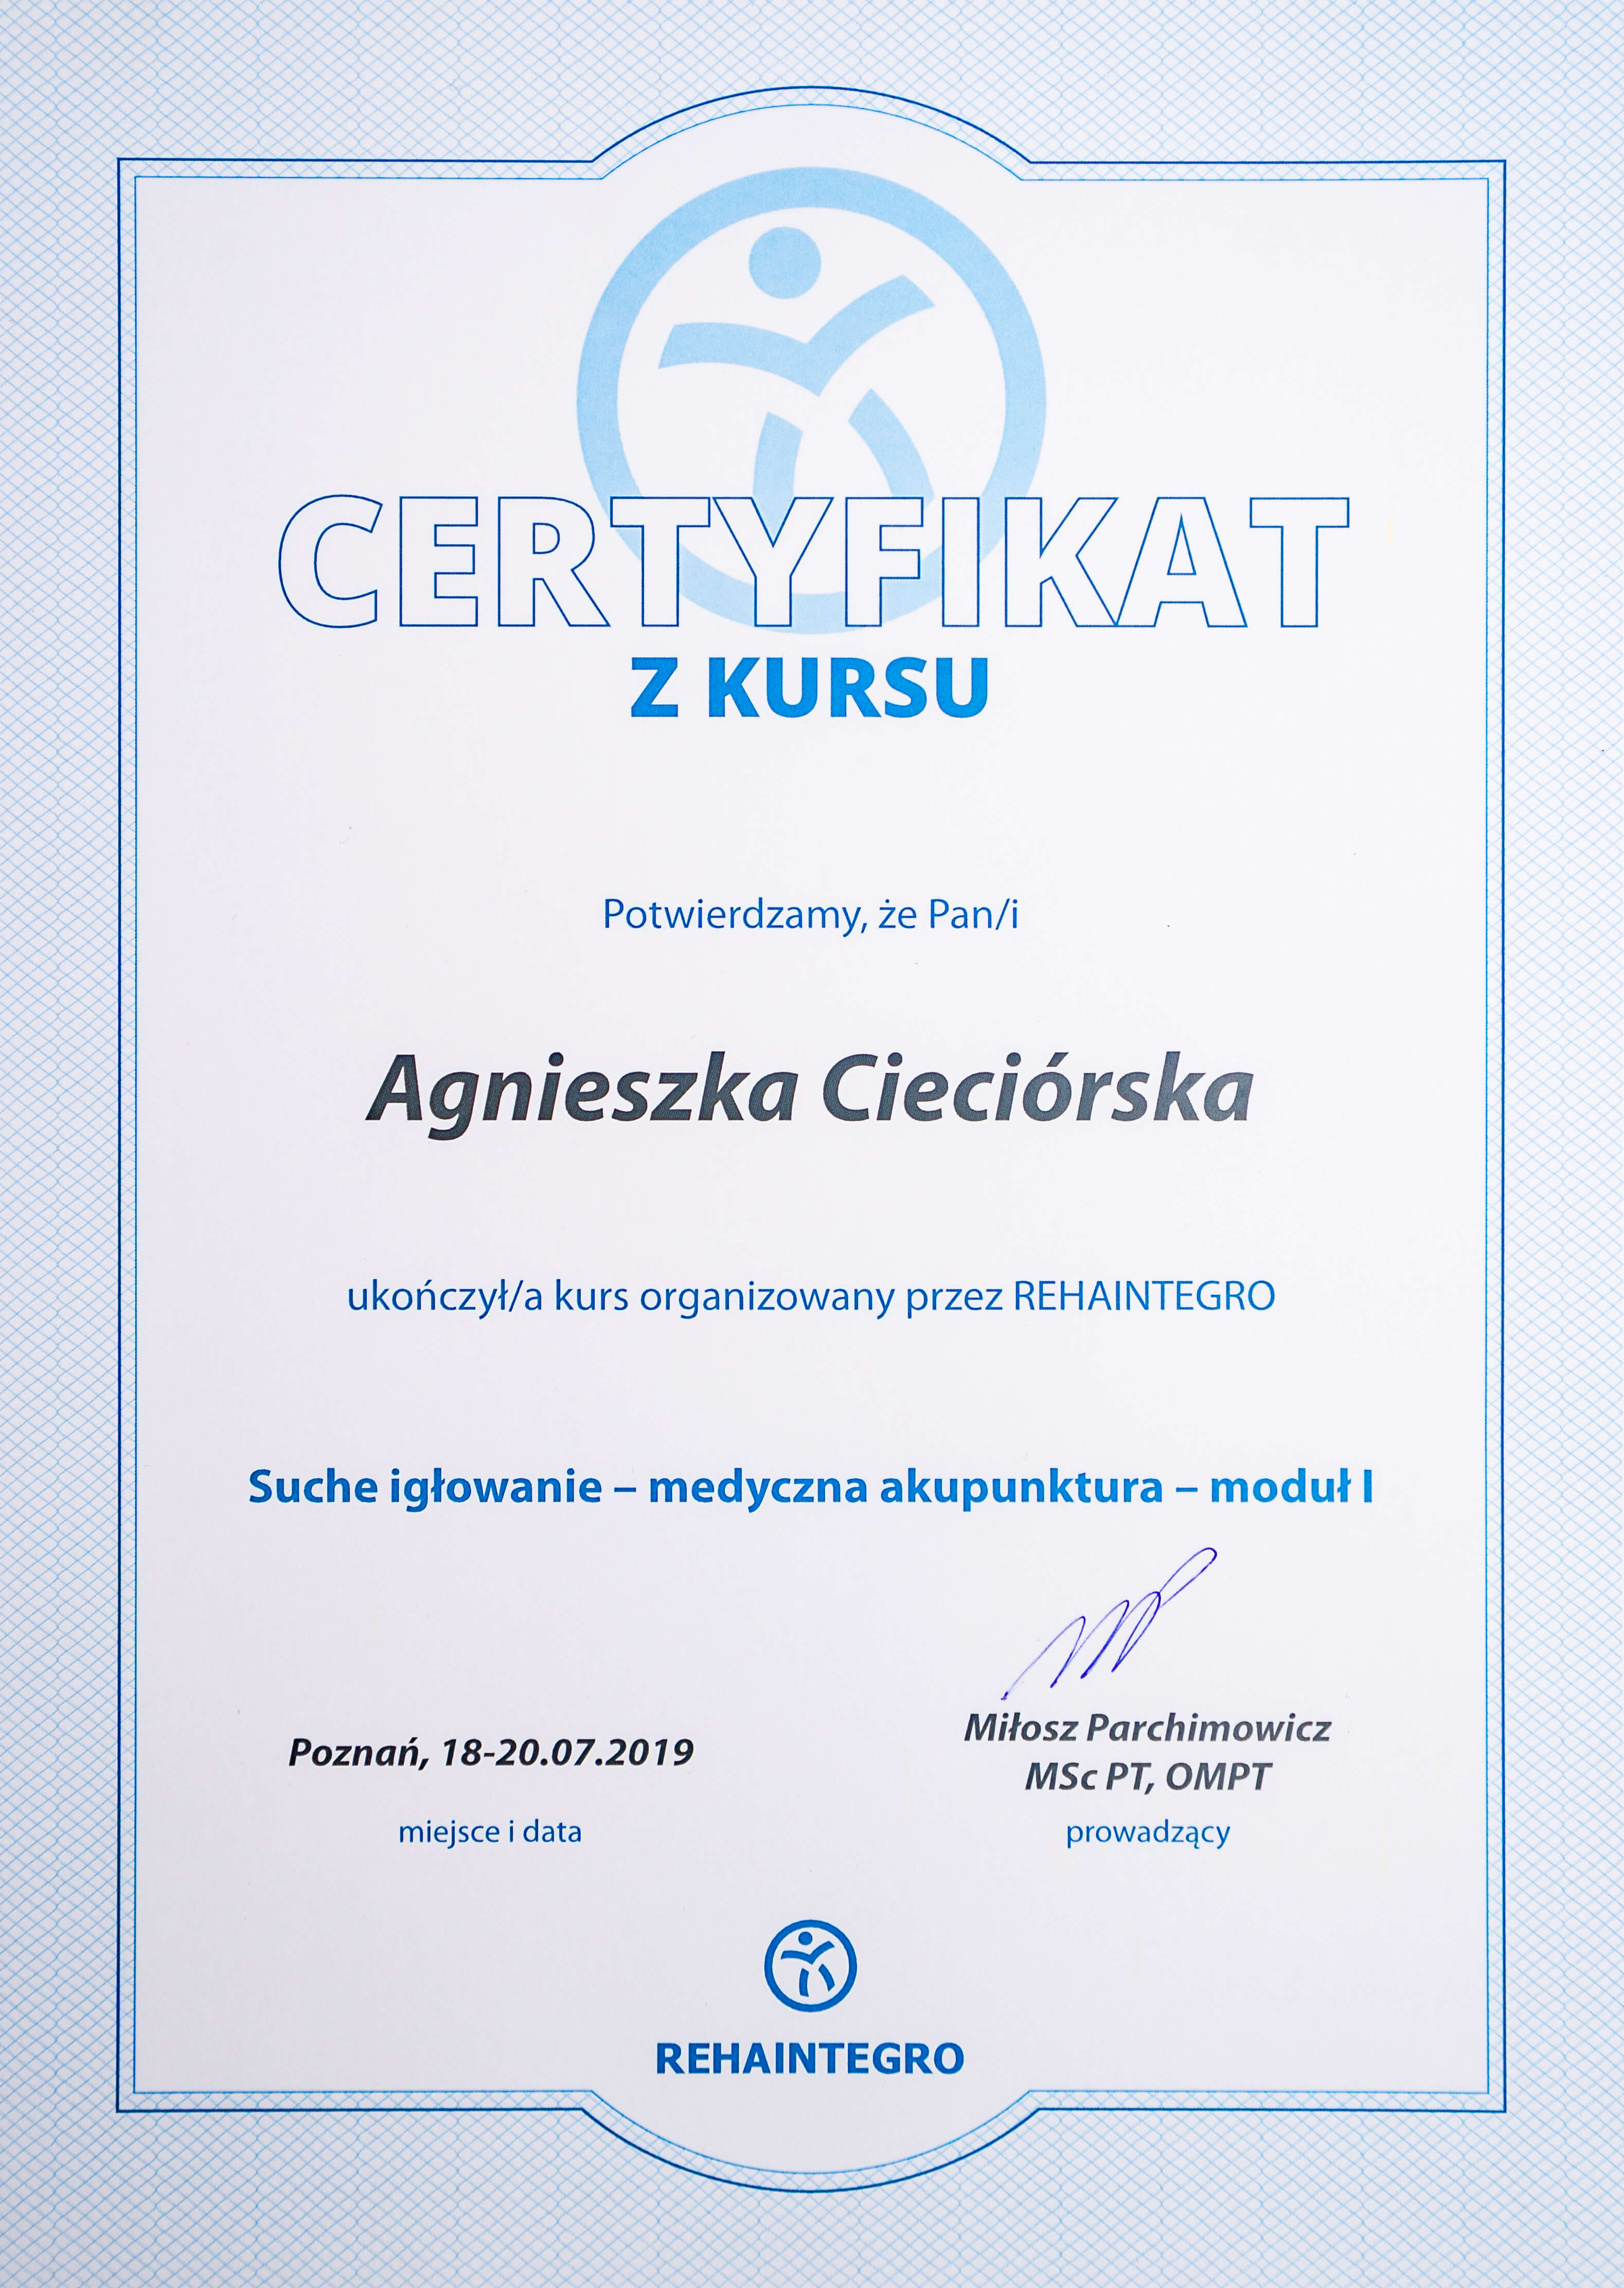 CERTYFIKAT
Z KURSU
Potwierdzamy, że Pan/i
Agnieszka Cieciórska
ukończył/a kurs organizowany przez REHAINTEGRO
Suche igłowanie – medyczna akupunktura – moduł I
Poznań, 18-20.07.2019
miejsce i data
Miłosz Parchimowicz
MSc PT, OMPT
prowadzący
REHAINTEGRO